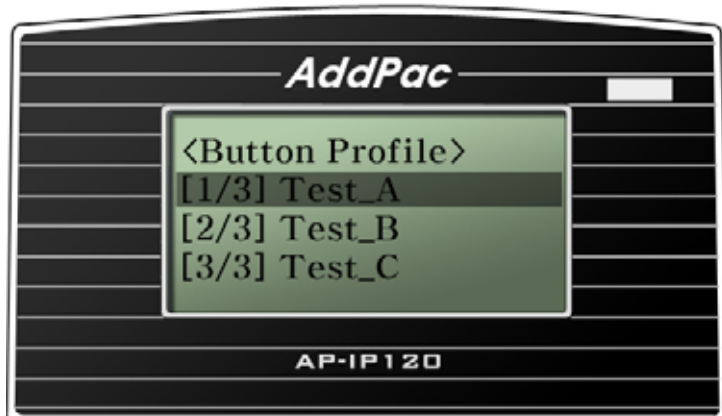 AddPac
<Button Profile>
[1/3] Test_A
[2/3] Test_B
[3/3] Test_C
AP-IP120